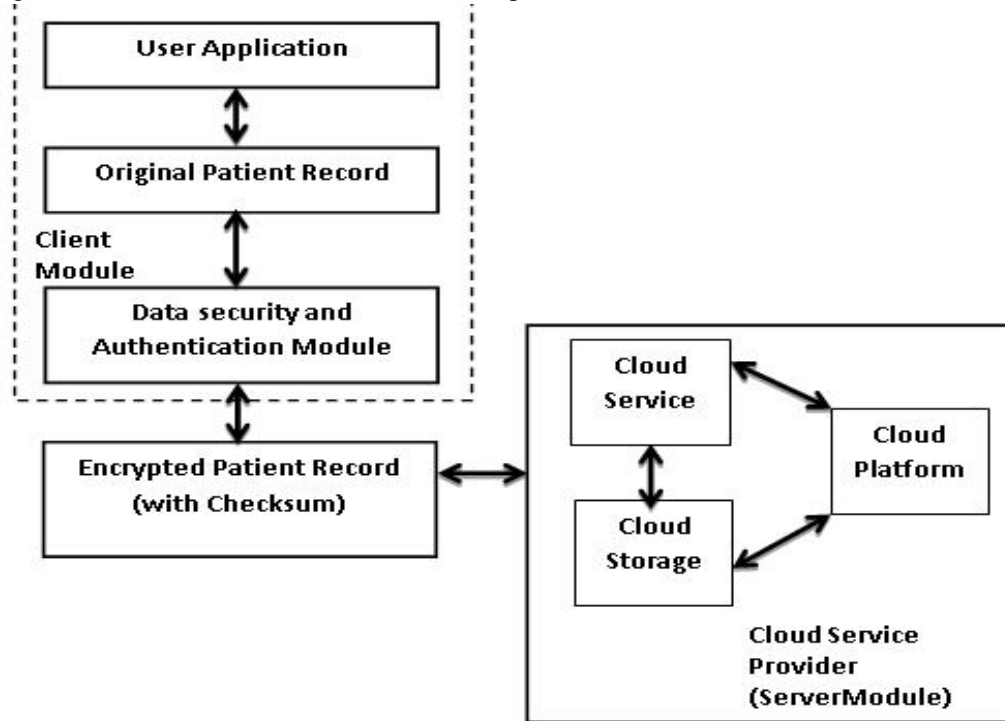 User Application
Original Patient Record
Client
Module
Data security and
Authentication Module
Encrypted Patient Record
(with Checksum)
Cloud
Service
Cloud
Platform
Cloud
Storage
Cloud Service
Provider
(ServerModule)